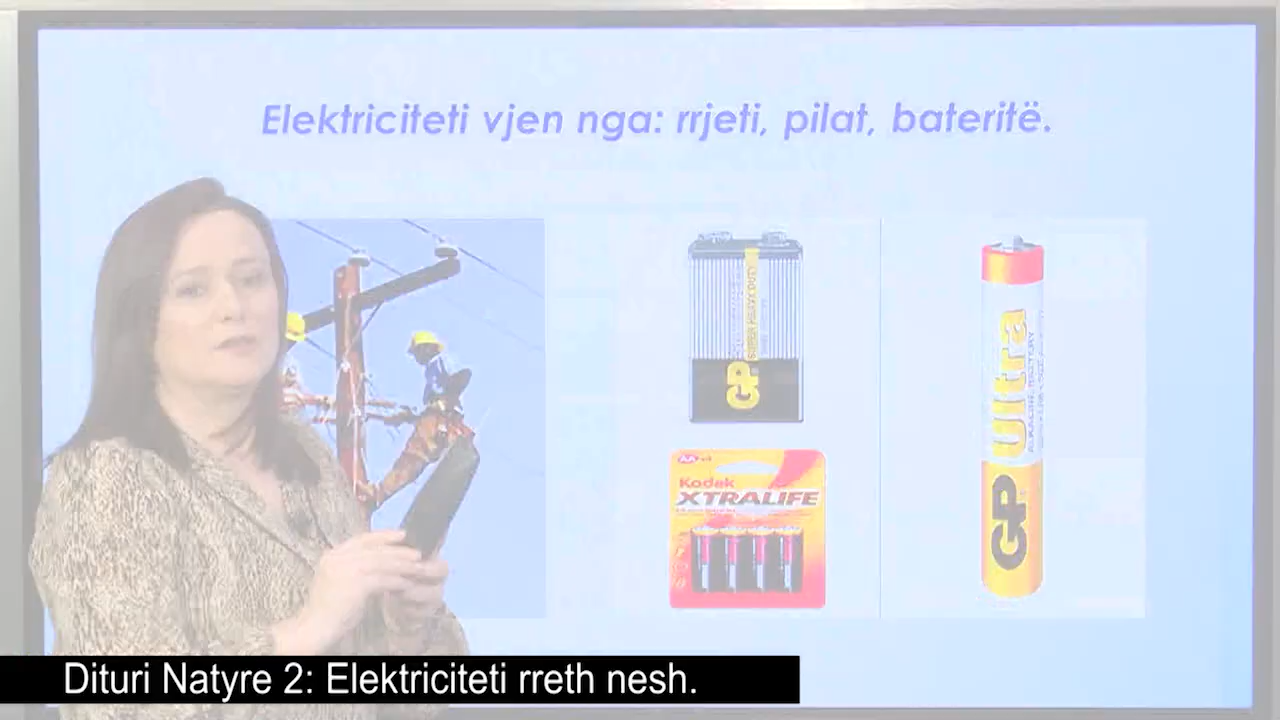 Elektriciteti vjen nga: rrjeti, pilat, bateritë.
SUPER HEAVY DUTY
GP
AA
Kodak
XTRALIFE
GP Ultra
Dituri Natyre 2: Elektriciteti rreth nesh.